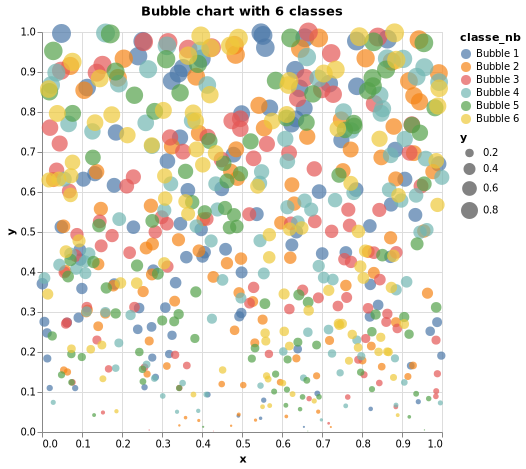 Bubble chart with 6 classes
1.0
0.9
0.8
0.7
0.6
0.5
0.4
0.3
0.2
0.1
0.0
y
0.0 0.1 0.2 0.3 0.4 0.5 0.6 0.7 0.8 0.9 1.0
x
classe_nb
Bubble 1
Bubble 2
Bubble 3
Bubble 4
Bubble 5
Bubble 6
y
0.2
0.4
0.6
0.8